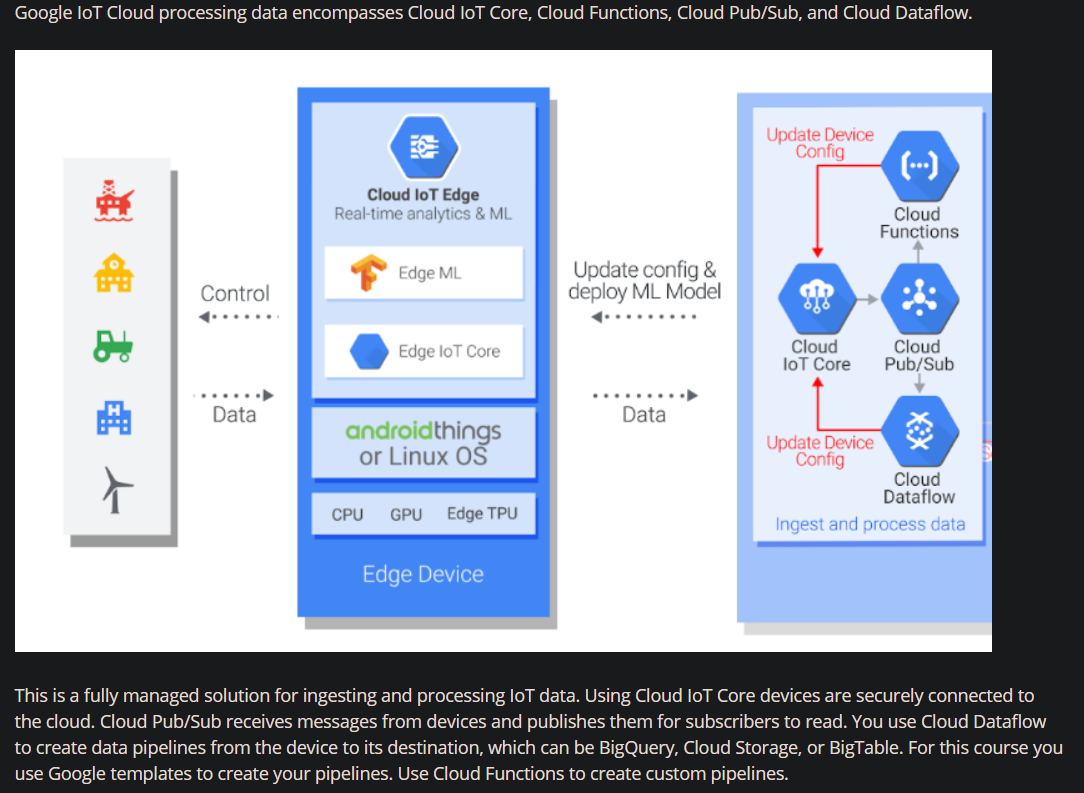 Google IoT Cloud processing data encompasses Cloud IoT Core, Cloud Functions, Cloud Pub/Sub, and Cloud Dataflow.
Control
Data
Cloud IoT Edge
Real-time analytics & ML
Edge ML
Edge IoT Core
androidthings
or Linux OS
CPU GPU Edge TPU
Edge Device
Update config &
deploy ML Model
Data
Update Device
Config
Cloud
Functions
Cloud
IoT Core
Cloud
Pub/Sub
Update Device
Config
Cloud
Dataflow
Ingest and process data
This is a fully managed solution for ingesting and processing IoT data. Using Cloud IoT Core devices are securely connected to
the cloud. Cloud Pub/Sub receives messages from devices and publishes them for subscribers to read. You use Cloud Dataflow
to create data pipelines from the device to its destination, which can be BigQuery, Cloud Storage, or BigTable. For this course you
use Google templates to create your pipelines. Use Cloud Functions to create custom pipelines.